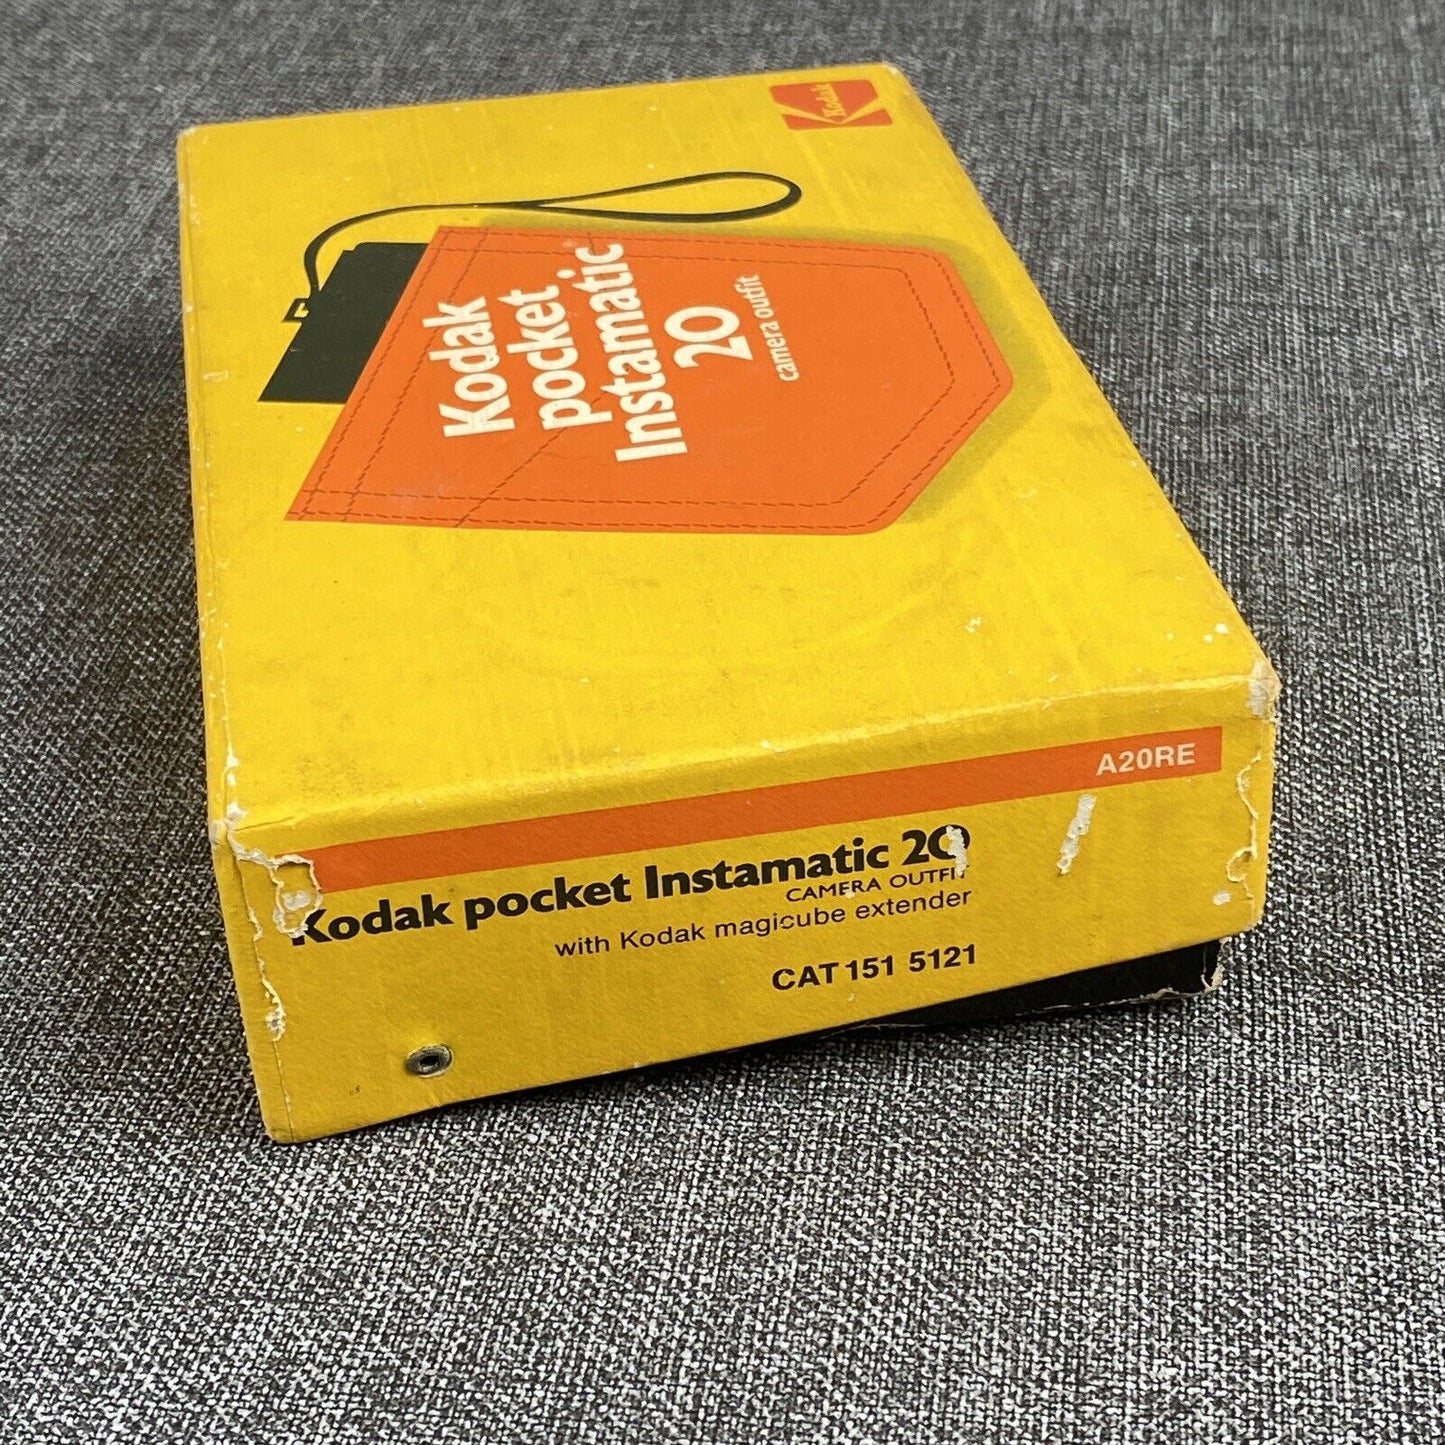 Kodak
Kodak
pocket
Instamatic
20
camera outfit
A20RE
Kodak pocket Instamatic 20
CAMERA OUTFIT
with Kodak magicube extender
CAT 151 5121